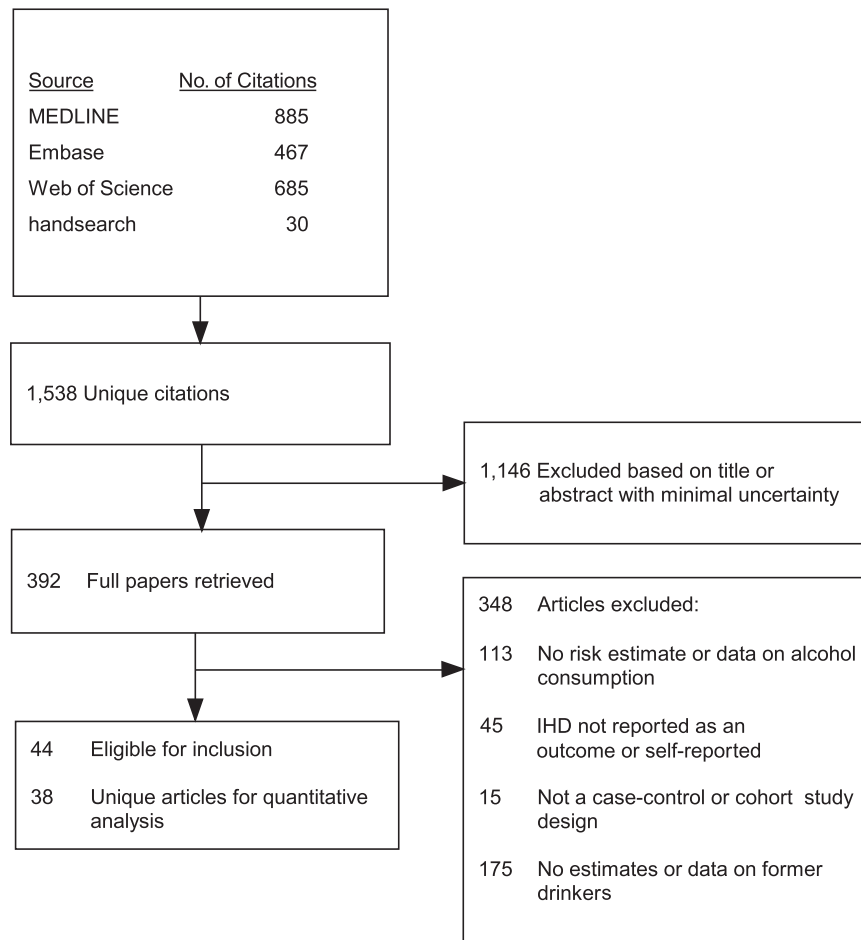 Source No. of Citations
MEDLINE 885
Embase 467
Web of Science 685
handsearch 30
1,538 Unique citations
1,146 Excluded based on title or
abstract with minimal uncertainty
392 Full papers retrieved
348 Articles excluded:
113 No risk estimate or data on alcohol
consumption
45 IHD not reported as an
outcome or self-reported
15 Not a case-control or cohort study
design
175 No estimates or data on former
drinkers
44 Eligible for inclusion
38 Unique articles for quantitative
analysis